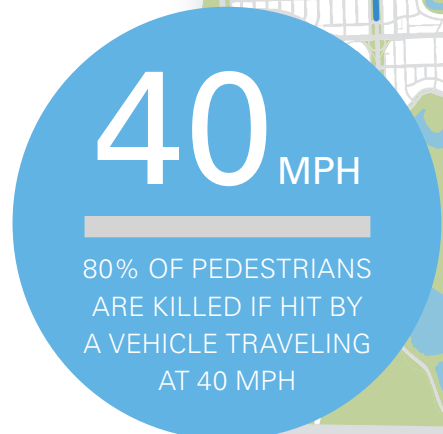 40 MPH
80% OF PEDESTRIANS
ARE KILLED IF HIT BY
A VEHICLE TRAVELING
AT 40 MPH